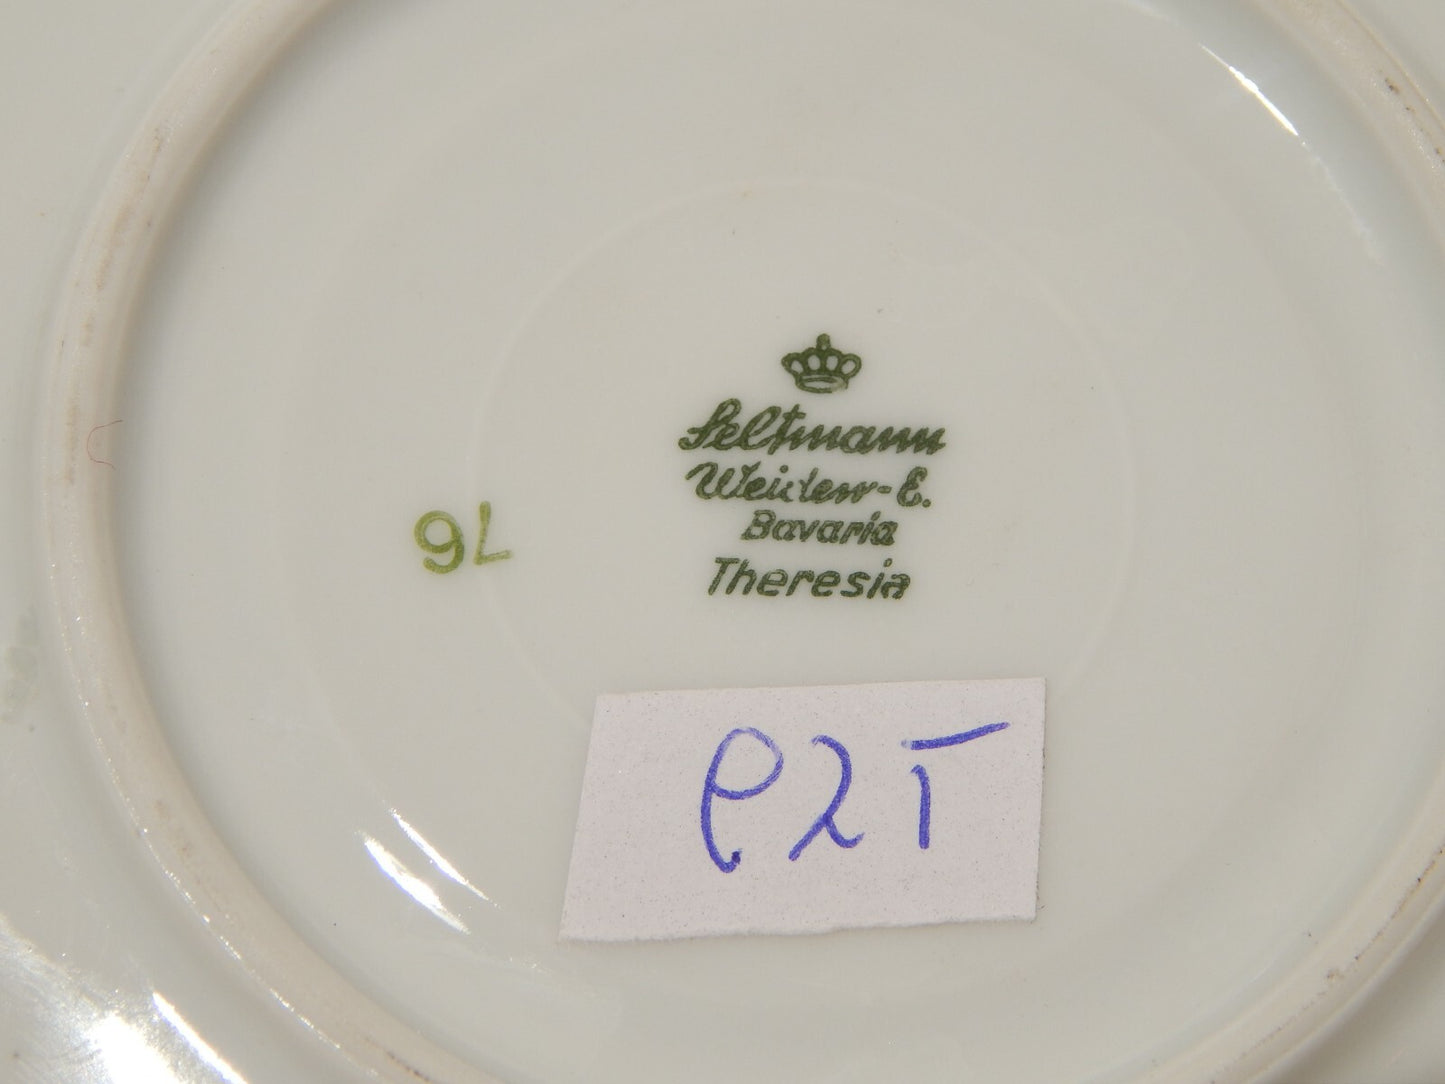 Seltmann
Weiden-E.
Bavaria
Theresia
76